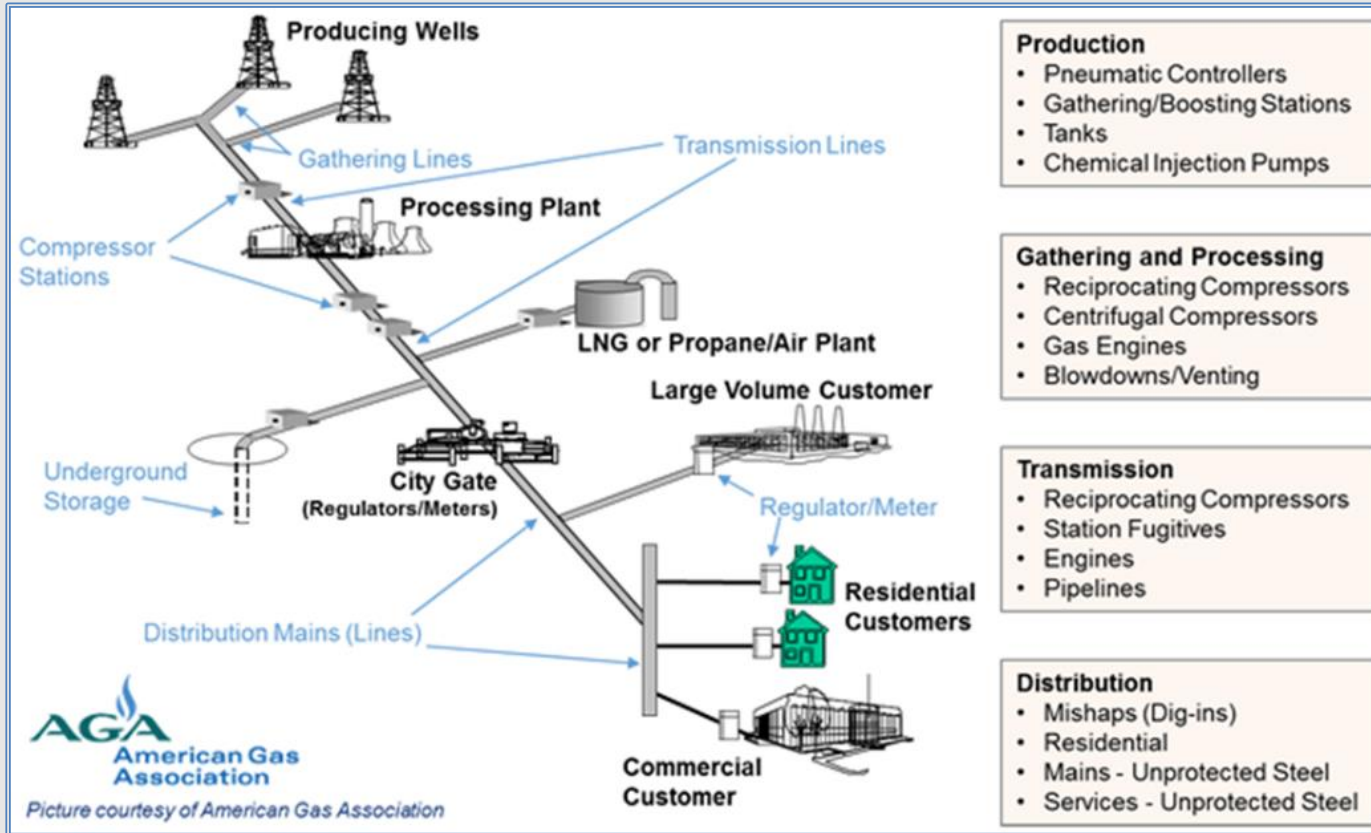 Producing Wells
Gathering Lines
Transmission Lines
Processing Plant
Compressor
Stations
LNG or Propane/Air Plant
Large Volume Customer
Underground
Storage
City Gate
(Regulators/Meters)
Regulator/Meter
Residential
Customers
Distribution Mains (Lines)
Commercial
Customer
AGA
American Gas
Association
Picture courtesy of American Gas Association
Production
• Pneumatic Controllers
• Gathering/Boosting Stations
• Tanks
• Chemical Injection Pumps
Gathering and Processing
• Reciprocating Compressors
• Centrifugal Compressors
• Gas Engines
• Blowdowns/Venting
Transmission
• Reciprocating Compressors
• Station Fugitives
• Engines
• Pipelines
Distribution
• Mishaps (Dig-ins)
• Residential
• Mains - Unprotected Steel
• Services - Unprotected Steel